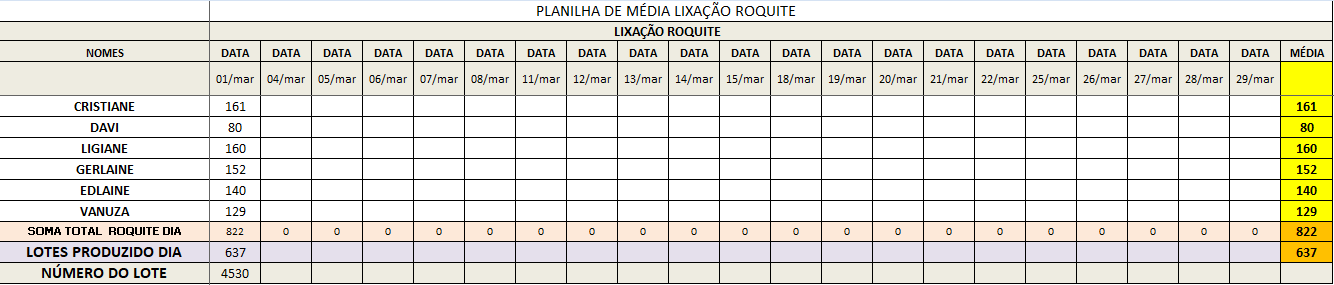 PLANILHA DE MÉDIA LIXAÇÃO ROQUITE
LIXAÇÃO ROQUITE
NOMES DATA DATA DATA DATA DATA DATA DATA DATA DATA DATA DATA DATA DATA DATA DATA DATA DATA DATA DATA DATA DATA MÉDIA
01/mar 04/mar 05/mar 06/mar 07/mar 08/mar 11/mar 12/mar 13/mar 14/mar 15/mar 18/mar 19/mar 20/mar 21/mar 22/mar 25/mar 26/mar 27/mar 28/mar 29/mar
CRISTIANE 161 161
DAVI 80 80
LIGIANE 160 160
GERLAINE 152 152
EDLAINE 140 140
VANUZA 129 129
SOMA TOTAL ROQUITE DIA 822 0 0 0 0 0 0 0 0 0 0 0 0 0 0 0 0 0 0 0 0 822
LOTES PRODUZIDO DIA 637 637
NÚMERO DO LOTE 4530